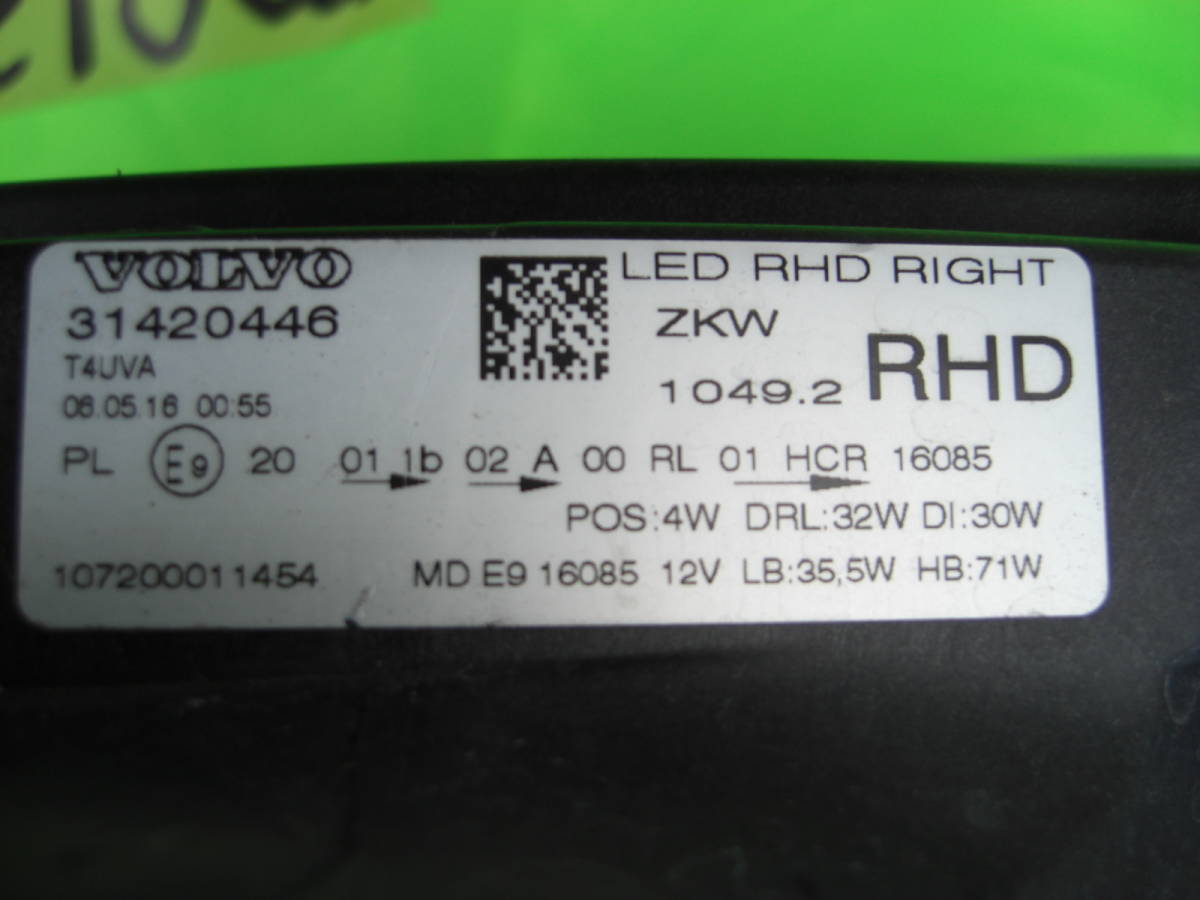 VOLVO
31420446
T4UVA
06.05.16 00:55
LED RHD RIGHT
ZKW
1049.2 RHD
PL E9 20 01 1b 02 A 00 RL 01 HCR 16085
POS:4W DRL:32W DI:30W
107200011454 MD E9 16085 12V LB:35,5W HB:71W